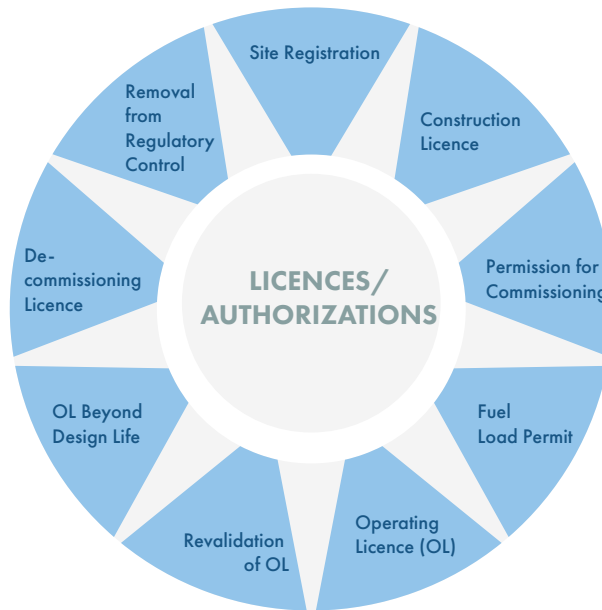 Site Registration
Construction
Licence
Permission for
Commissioning
Fuel
Load Permit
Operating
Licence (OL)
Revalidation
of OL
OL Beyond
Design Life
De-
commissioning
Licence
Removal
from
Regulatory
Control
LICENCES/
AUTHORIZATIONS